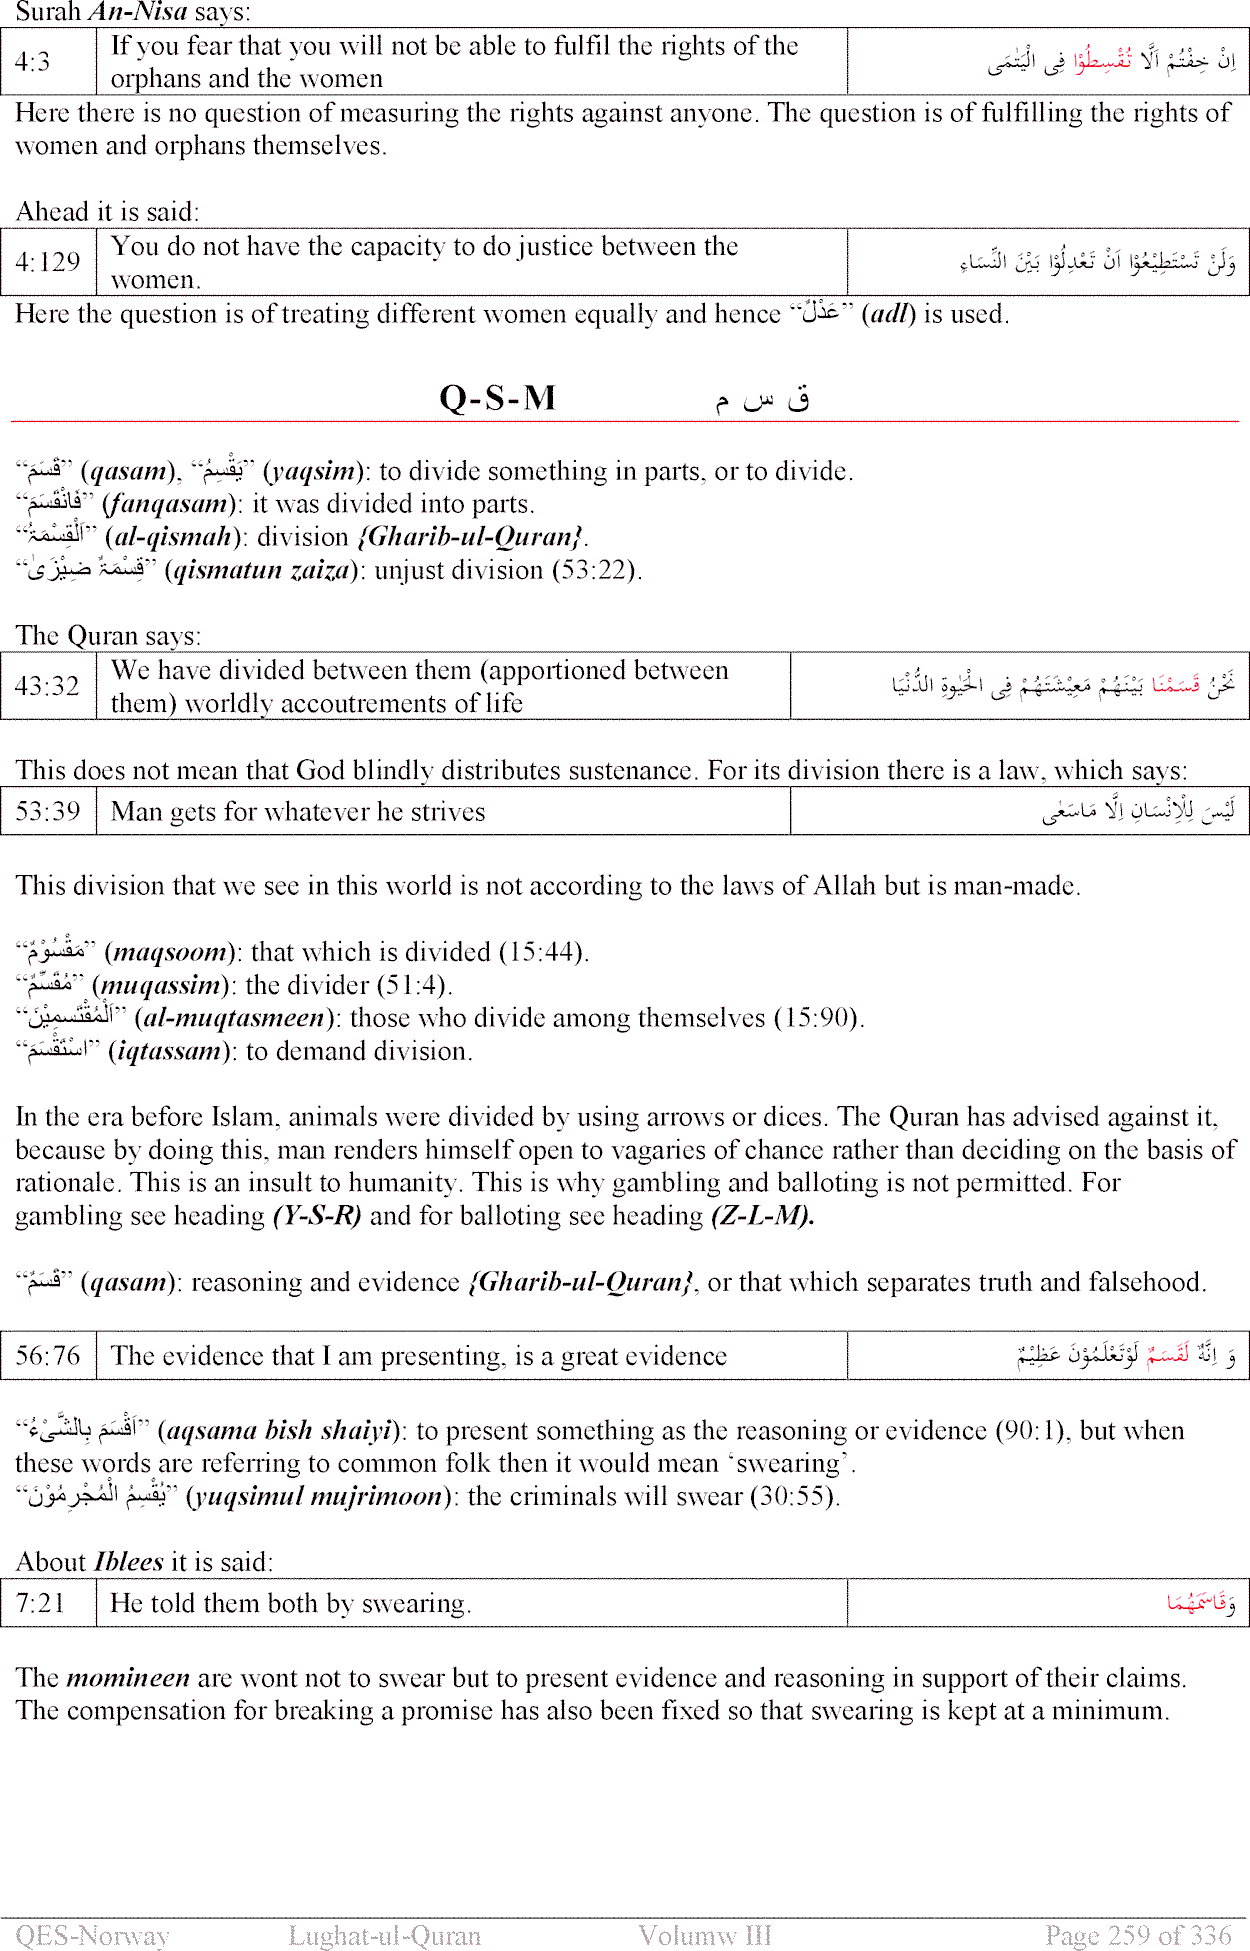 Surah An-Nisa says:
4:3 If you fear that you will not be able to fulfil the rights of the اِنْ خِفْتُمْ اَلَّا تُقْسِطُوْا فِى الْيَتٰمٰى
orphans and the women
Here there is no question of measuring the rights against anyone. The question is of fulfilling the rights of
women and orphans themselves.
Ahead it is said:
4:129 You do not have the capacity to do justice between the وَلَنْ تَسْتَطِيْعُوْا اَنْ تَعْدِلُوْا بَيْنَ النِّسَاءِ
women.
Here the question is of treating different women equally and hence “عَدْلٌ” (adl) is used.
Q-S-M ق س م
“قَسَمَ” (qasam), “يَقْسِمُ” (yaqsim): to divide something in parts, or to divide.
“فَانْقَسَمَ” (fanqasam): it was divided into parts.
“اَلْقِسْمَۃُ” (al-qismah): division {Gharib-ul-Quran}.
“قِسْمَۃٌ ضِيْزٰى” (qismatun zaiza): unjust division (53:22).
The Quran says:
43:32 We have divided between them (apportioned between نَحْنُ قَسَمْنَا بَيْنَهُمْ مَعِيْشَتَهُمْ فِى الْحَيٰوةِ الدُّنْيَا
them) worldly accoutrements of life
This does not mean that God blindly distributes sustenance. For its division there is a law, which says:
53:39 Man gets for whatever he strives لَيْسَ لِلْاِنْسَانِ اِلَّا مَاسَعٰى
This division that we see in this world is not according to the laws of Allah but is man-made.
“مَقْسُوْمٌ” (maqsoom): that which is divided (15:44).
“مُقَسِّمٌ” (muqassim): the divider (51:4).
“اَلْمُقْتَسِمِيْنَ” (al-muqtasmeen): those who divide among themselves (15:90).
“اسْتَقْسَمَ” (iqtassam): to demand division.
In the era before Islam, animals were divided by using arrows or dices. The Quran has advised against it,
because by doing this, man renders himself open to vagaries of chance rather than deciding on the basis of
rationale. This is an insult to humanity. This is why gambling and balloting is not permitted. For
gambling see heading (Y-S-R) and for balloting see heading (Z-L-M).
“قَسَمٌ” (qasam): reasoning and evidence {Gharib-ul-Quran}, or that which separates truth and falsehood.
56:76 The evidence that I am presenting, is a great evidence وَ اِنَّهٗ لَقَسَمٌ لَوْتَعْلَمُوْنَ عَظِيْمٌ
“اَقْسَمَ بِالشَّىْءُ” (aqsama bish shaiyi): to present something as the reasoning or evidence (90:1), but when
these words are referring to common folk then it would mean ‘swearing’.
“يُقْسِمُ الْمُجْرِمُوْنَ” (yuqsimul mujrimoon): the criminals will swear (30:55).
About Iblees it is said:
7:21 He told them both by swearing. وَقَاسَمَهُمَا
The momineen are wont not to swear but to present evidence and reasoning in support of their claims.
The compensation for breaking a promise has also been fixed so that swearing is kept at a minimum.
QES-Norway Lughat-ul-Quran Volumw III Page 259 of 336